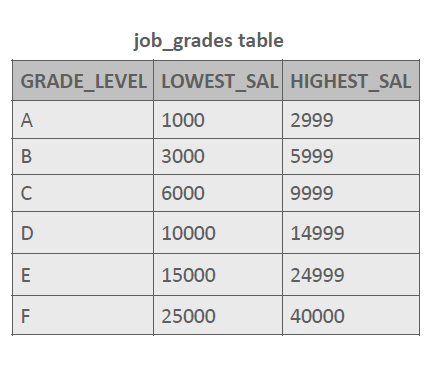 job_grades table
GRADE_LEVEL LOWEST_SAL HIGHEST_SAL
A 1000 2999
B 3000 5999
C 6000 9999
D 10000 14999
E 15000 24999
F 25000 40000